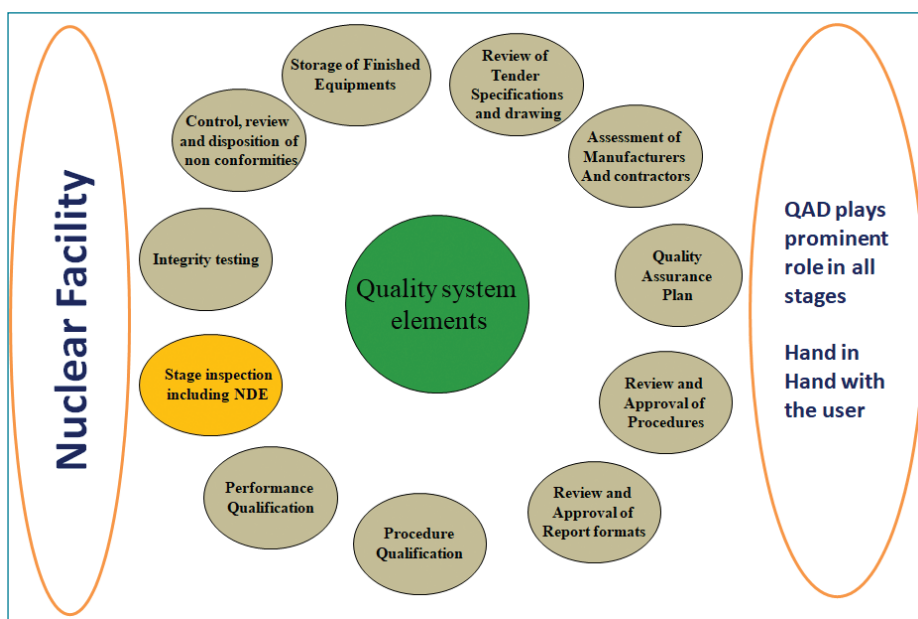 Nuclear Facility
Storage of Finished
Equipments
Review of
Tender
Specifications
and drawing
Control, review
and disposition of
non conformities
Assessment of
Manufacturers
And contractors
Integrity testing
Quality system
elements
Quality
Assurance
Plan
Stage inspection
including NDE
Review and
Approval of
Procedures
Performance
Qualification
Procedure
Qualification
Review and
Approval of
Report formats
QAD plays
prominent
role in all
stages
Hand in
Hand with
the user